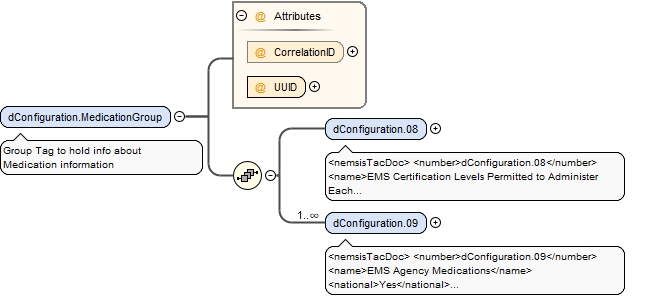 @ Attributes
@ CorrelationID
@ UUID
dConfiguration.MedicationGroup
Group Tag to hold info about
Medication information
dConfiguration.08
<nemsisTacDoc> <number>dConfiguration.08</number>
<name>EMS Certification Levels Permitted to Administer
Each...
1..∞
dConfiguration.09
<nemsisTacDoc> <number>dConfiguration.09</number>
<name>EMS Agency Medications</name>
<national>Yes</national>...